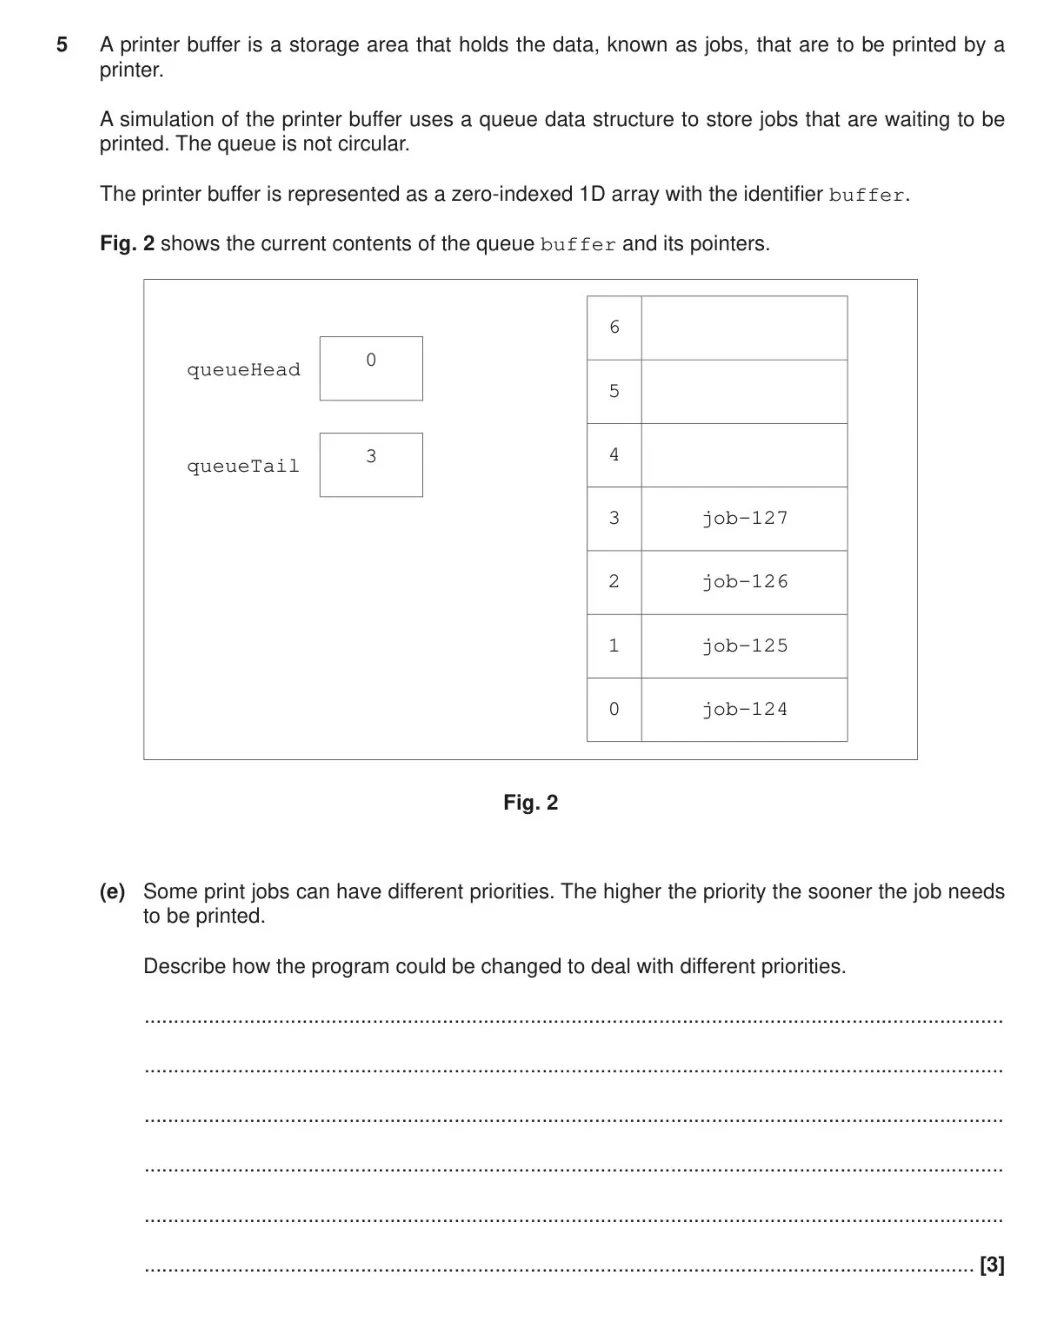 5 A printer buffer is a storage area that holds the data, known as jobs, that are to be printed by a
printer.
A simulation of the printer buffer uses a queue data structure to store jobs that are waiting to be
printed. The queue is not circular.
The printer buffer is represented as a zero-indexed 1D array with the identifier buffer.
Fig. 2 shows the current contents of the queue buffer and its pointers.
queueHead 0
queueTail 3
6
5
4
3 job-127
2 job-126
1 job-125
0 job-124
Fig. 2
(e) Some print jobs can have different priorities. The higher the priority the sooner the job needs
to be printed.
Describe how the program could be changed to deal with different priorities.
[3]